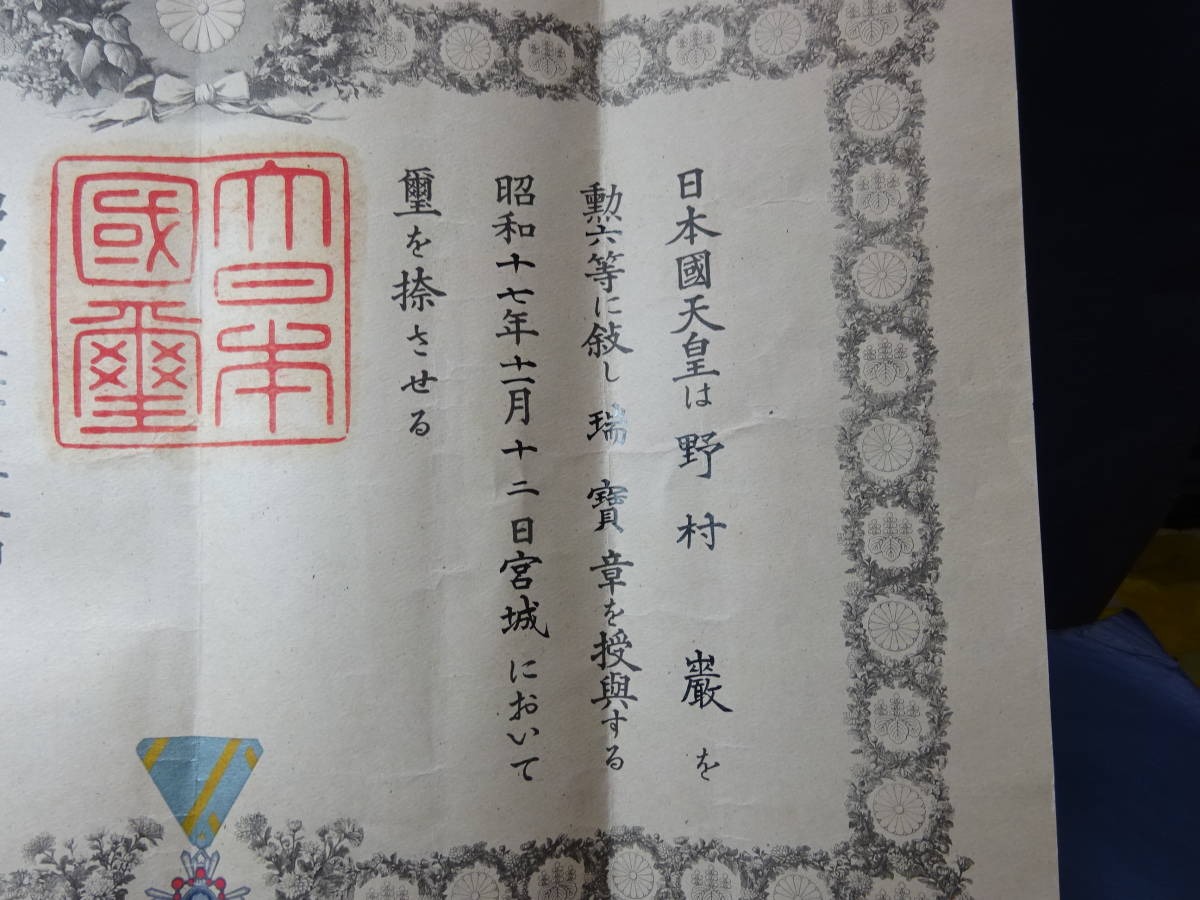 日本國天皇は野村巖を
勲六等に敍し瑞寶章を授與する
昭和十七年十一月十二日宮城において
璽を捺させる
大日本
國璽